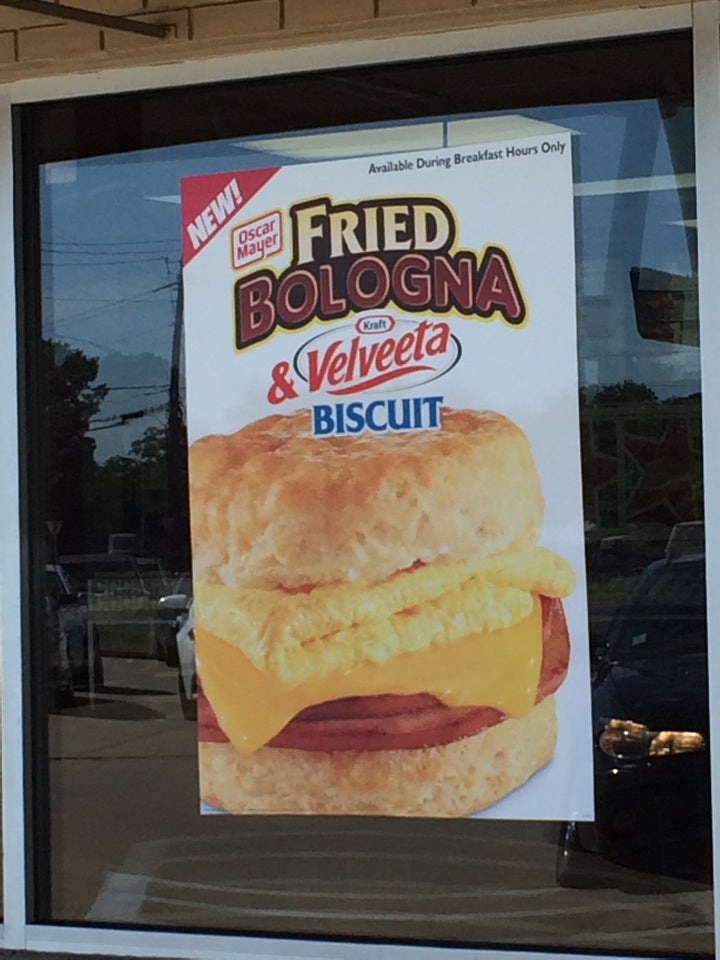 Available During Breakfast Hours Only
NEW!
Oscar
Mayer
FRIED
BOLOGNA
Kraft
& Velveeta
BISCUIT